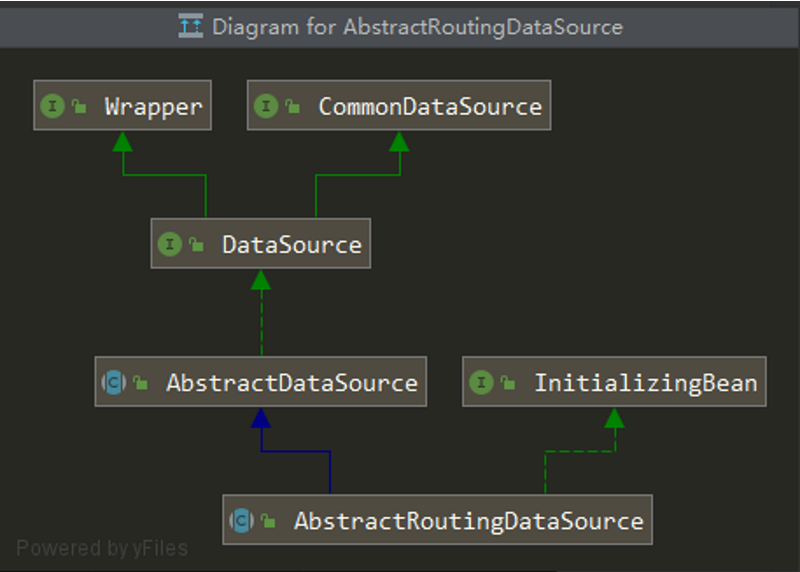 Diagram for AbstractRoutingDataSource
I Wrapper
I CommonDataSource
I DataSource
C AbstractDataSource
I InitializingBean
C AbstractRoutingDataSource
Powered by yFiles